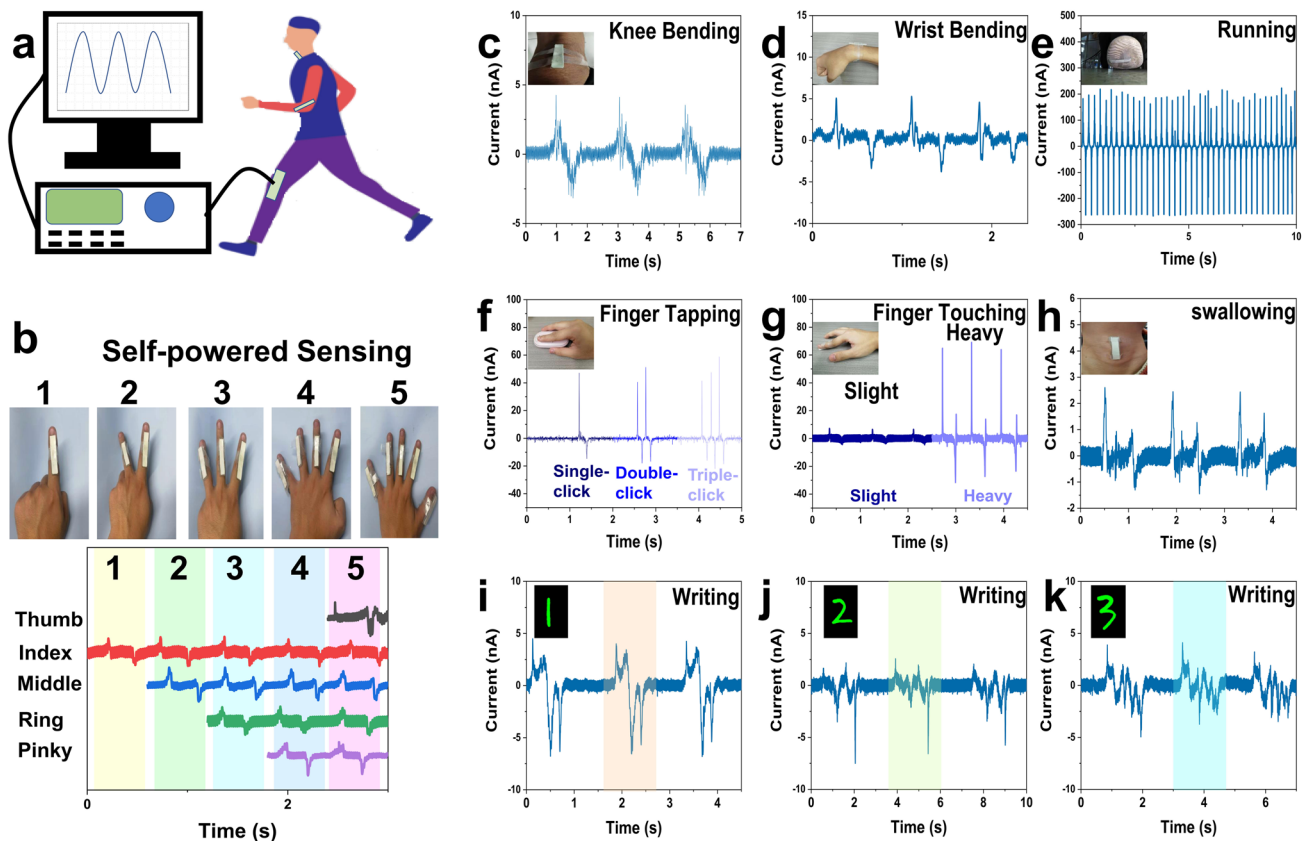 a
b
Self-powered Sensing
1 2 3 4 5
1 2 3 4 5
Thumb
Index
Middle
Ring
Pinky
0 2
Time (s)
c
Knee Bending
Current (nA)
10
5
0
-5
0 1 2 3 4 5 6 7
Time (s)
d
Wrist Bending
Current (nA)
15
10
5
0
-5
-10
0 2
Time (s)
e
Running
Current (nA)
500
400
300
200
100
0
100
200
-300
0 5 10
Time (s)
f
Finger Tapping
Current (nA)
100
80
60
40
20
0
-20
-40
Single-click
Double-click
Triple-click
0 1 2 3 4 5
Time (s)
g
Finger Touching
Heavy
Slight
Current (nA)
100
80
60
40
20
0
-20
-40
Slight
Heavy
0 1 2 3 4
Time (s)
h
swallowing
Current (nA)
6
5
4
3
2
1
0
-1
-2
0 1 2 3 4
Time (s)
i
1
Writing
Current (nA)
10
5
0
-5
-10
0 1 2 3 4 5
Time (s)
j
2
Writing
Current (nA)
10
5
0
-5
-10
0 2 4 6 8 10
Time (s)
k
3
Writing
Current (nA)
10
5
0
-5
-10
0 2 4 6
Time (s)